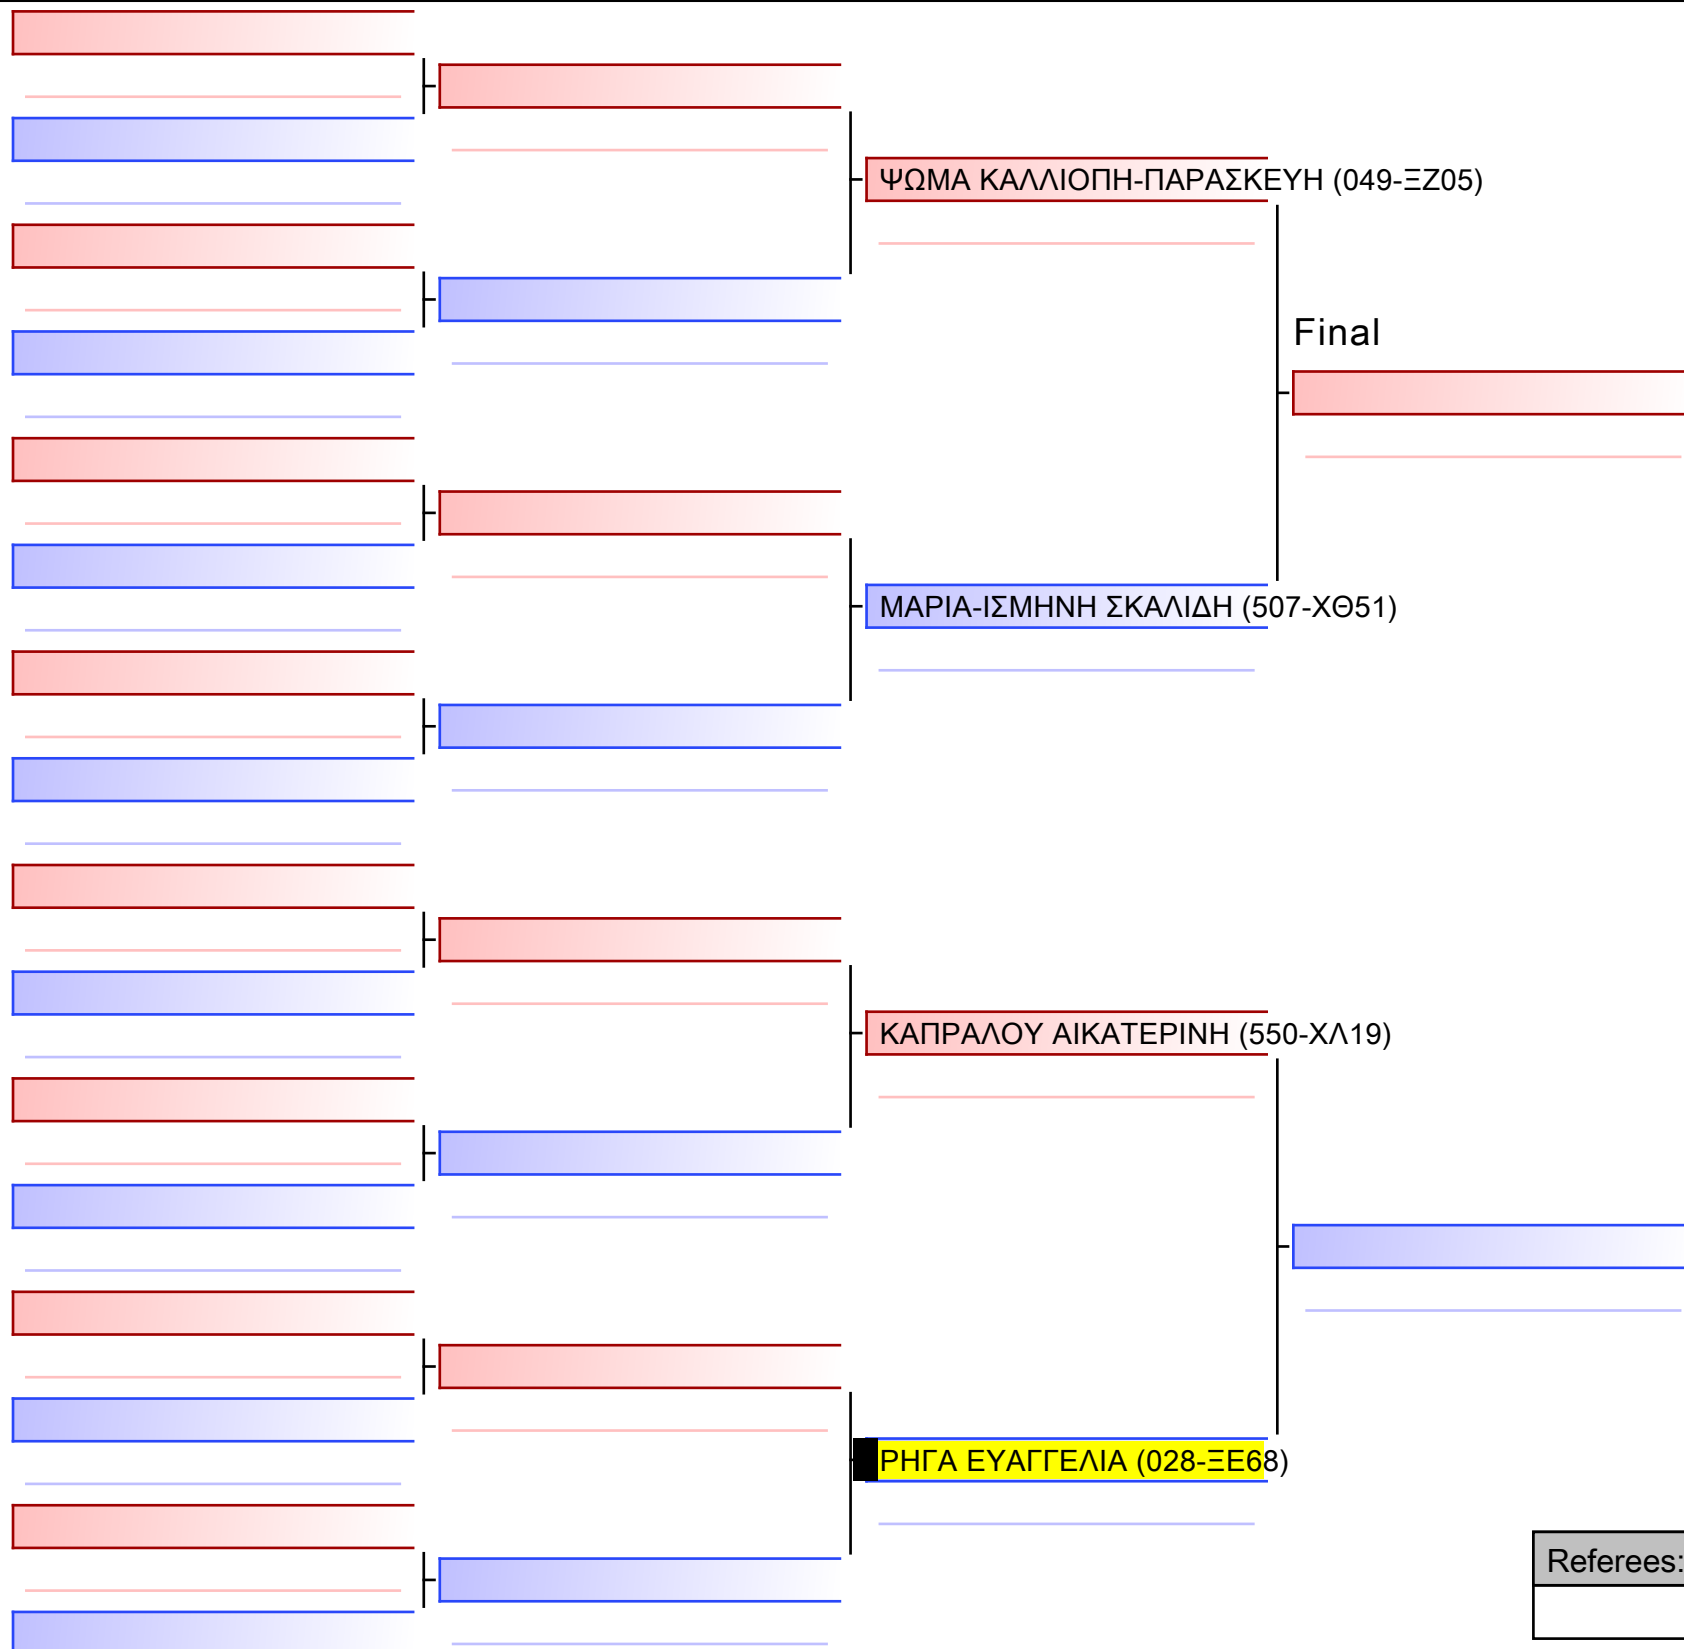 ΨΩΜΑ ΚΑΛΛΙΟΠΗ-ΠΑΡΑΣΚΕΥΗ (049-ΞΖ05)
Final
ΜΑΡΙΑ-ΙΣΜΗΝΗ ΣΚΑΛΙΔΗ (507-ΧΘ51)
ΚΑΠΡΑΛΟΥ ΑΙΚΑΤΕΡΙΝΗ (550-ΧΛ19)
ΡΗΓΑ ΕΥΑΓΓΕΛΙΑ (028-ΞΕ68)
Referees: